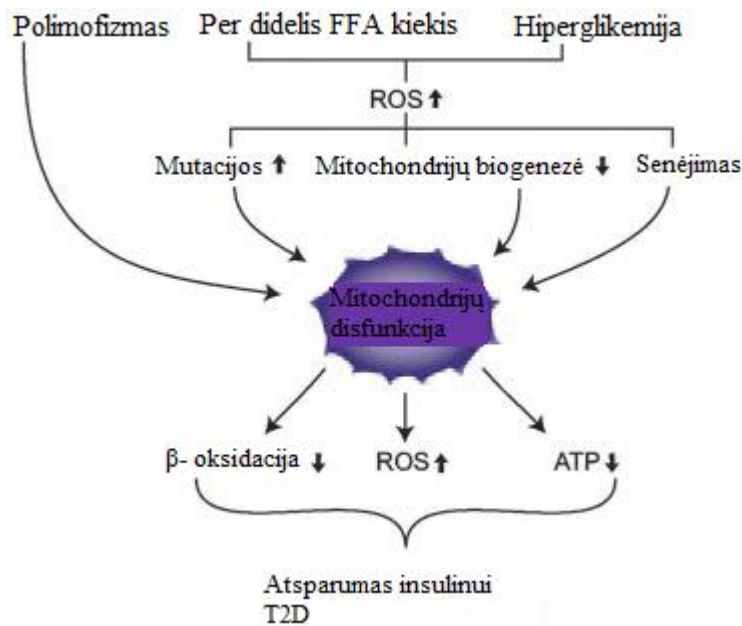 Polimofizmas Per didelis FFA kiekis Hiperglikemija
ROS ↑
Mutacijos ↑ Mitochondrijų biogenezė ↓ Senėjimas
Mitochondrijų
disfunkcija
β- oksidacija ↓ ROS ↑ ATP ↓
Atsparumas insulinui
T2D